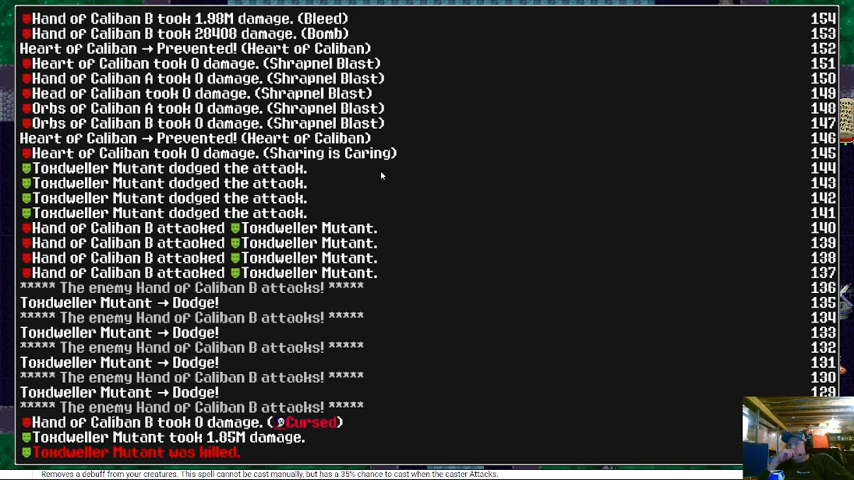 Hand of Caliban B took 1.98M damage. (Bleed) 154
Hand of Caliban B took 28408 damage. (Bomb) 153
Heart of Caliban → Prevented! (Heart of Caliban) 152
Heart of Caliban took 0 damage. (Shrapnel Blast) 151
Hand of Caliban A took 0 damage. (Shrapnel Blast) 150
Head of Caliban took 0 damage. (Shrapnel Blast) 149
Orbs of Caliban A took 0 damage. (Shrapnel Blast) 148
Orbs of Caliban B took 0 damage. (Shrapnel Blast) 147
Heart of Caliban → Prevented! (Heart of Caliban) 146
Heart of Caliban took 0 damage. (Sharing is Caring) 145
Toxdweller Mutant dodged the attack. 144
Toxdweller Mutant dodged the attack. 143
Toxdweller Mutant dodged the attack. 142
Toxdweller Mutant dodged the attack. 141
Hand of Caliban B attacked Toxdweller Mutant. 140
Hand of Caliban B attacked Toxdweller Mutant. 139
Hand of Caliban B attacked Toxdweller Mutant. 138
Hand of Caliban B attacked Toxdweller Mutant. 137
***** The enemy Hand of Caliban B attacks! ***** 136
Toxdweller Mutant → Dodge! 135
***** The enemy Hand of Caliban B attacks! ***** 134
Toxdweller Mutant → Dodge! 133
***** The enemy Hand of Caliban B attacks! ***** 132
Toxdweller Mutant → Dodge! 131
***** The enemy Hand of Caliban B attacks! ***** 130
Toxdweller Mutant → Dodge! 129
***** The enemy Hand of Caliban B attacks! *****
Hand of Caliban B took 0 damage. (Cursed)
Toxdweller Mutant took 1.85M damage.
Toxdweller Mutant was killed.
Removes a debuff from your creatures. This spell cannot be cast manually, but has a 35% chance to cast when the caster Attacks.